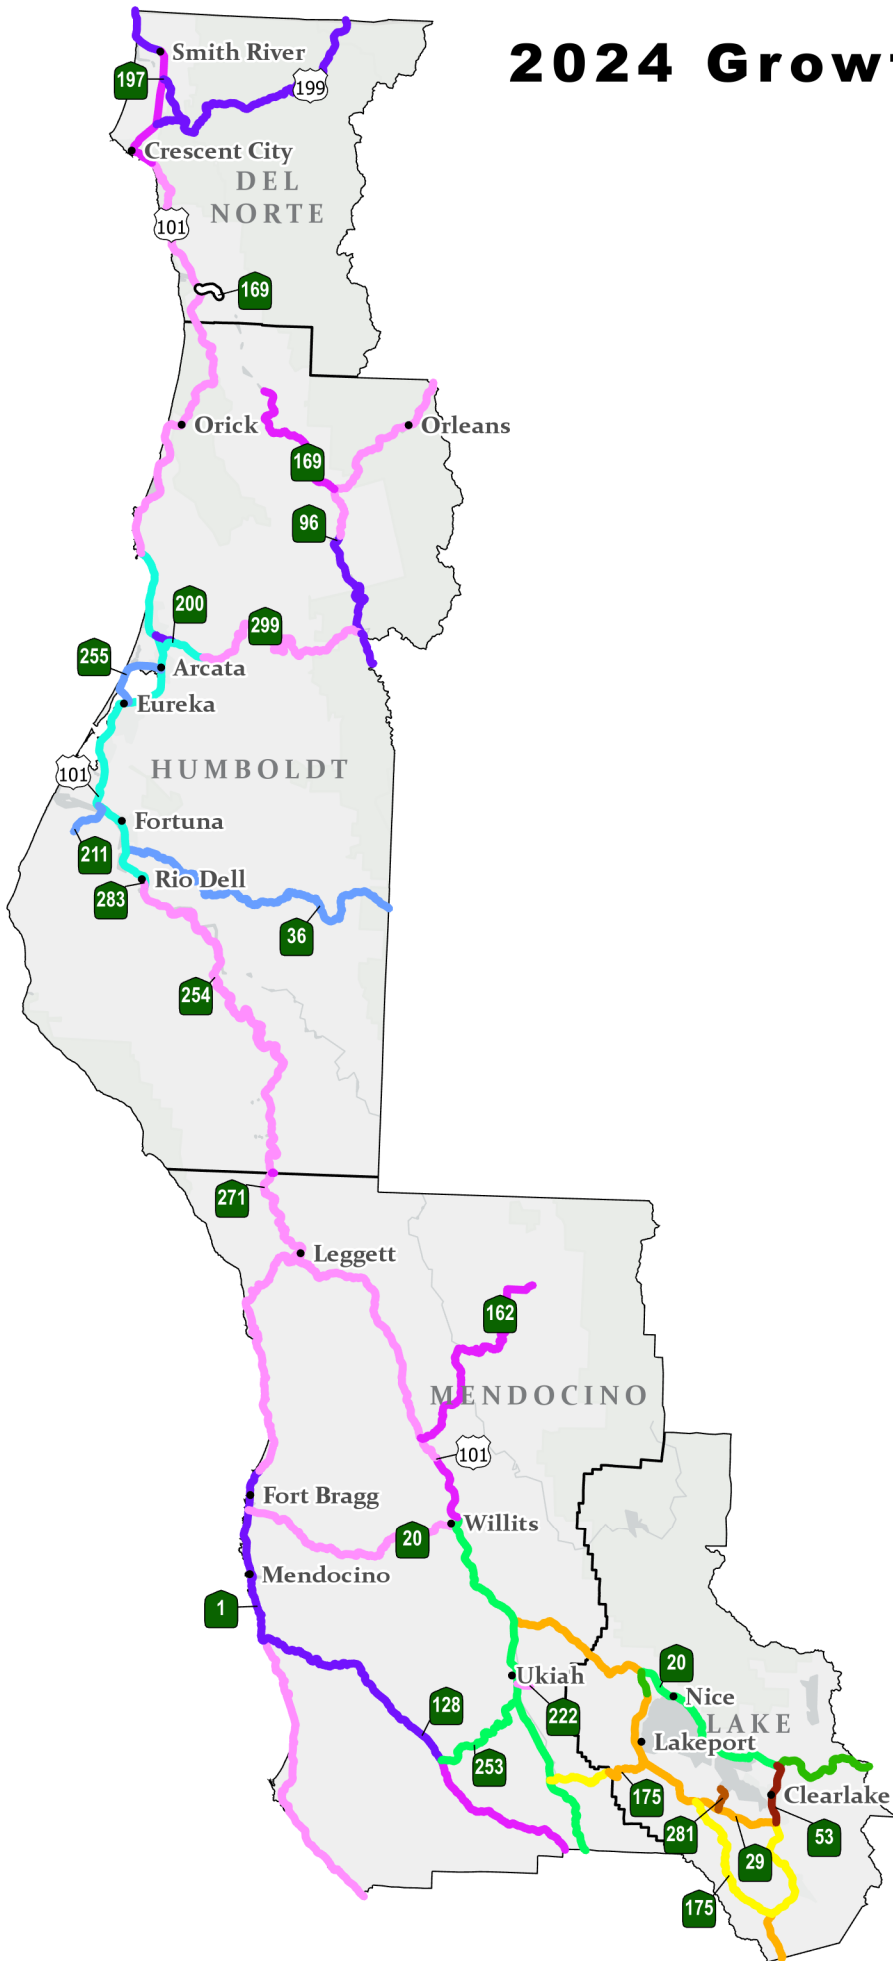 2024 Growt
Smith River
197
199
Crescent City
DEL
NORTE
101
169
Orick
Orleans
169
96
200
299
255
Arcata
Eureka
HUMBOLDT
101
Fortuna
211
Rio Dell
283
36
254
271
Leggett
162
MENDOCINO
101
Fort Bragg
Willits
20
Mendocino
1
20
Ukiah
Nice
128
222
LAKE
Lakeport
253
175
Clearlake
281
53
29
175